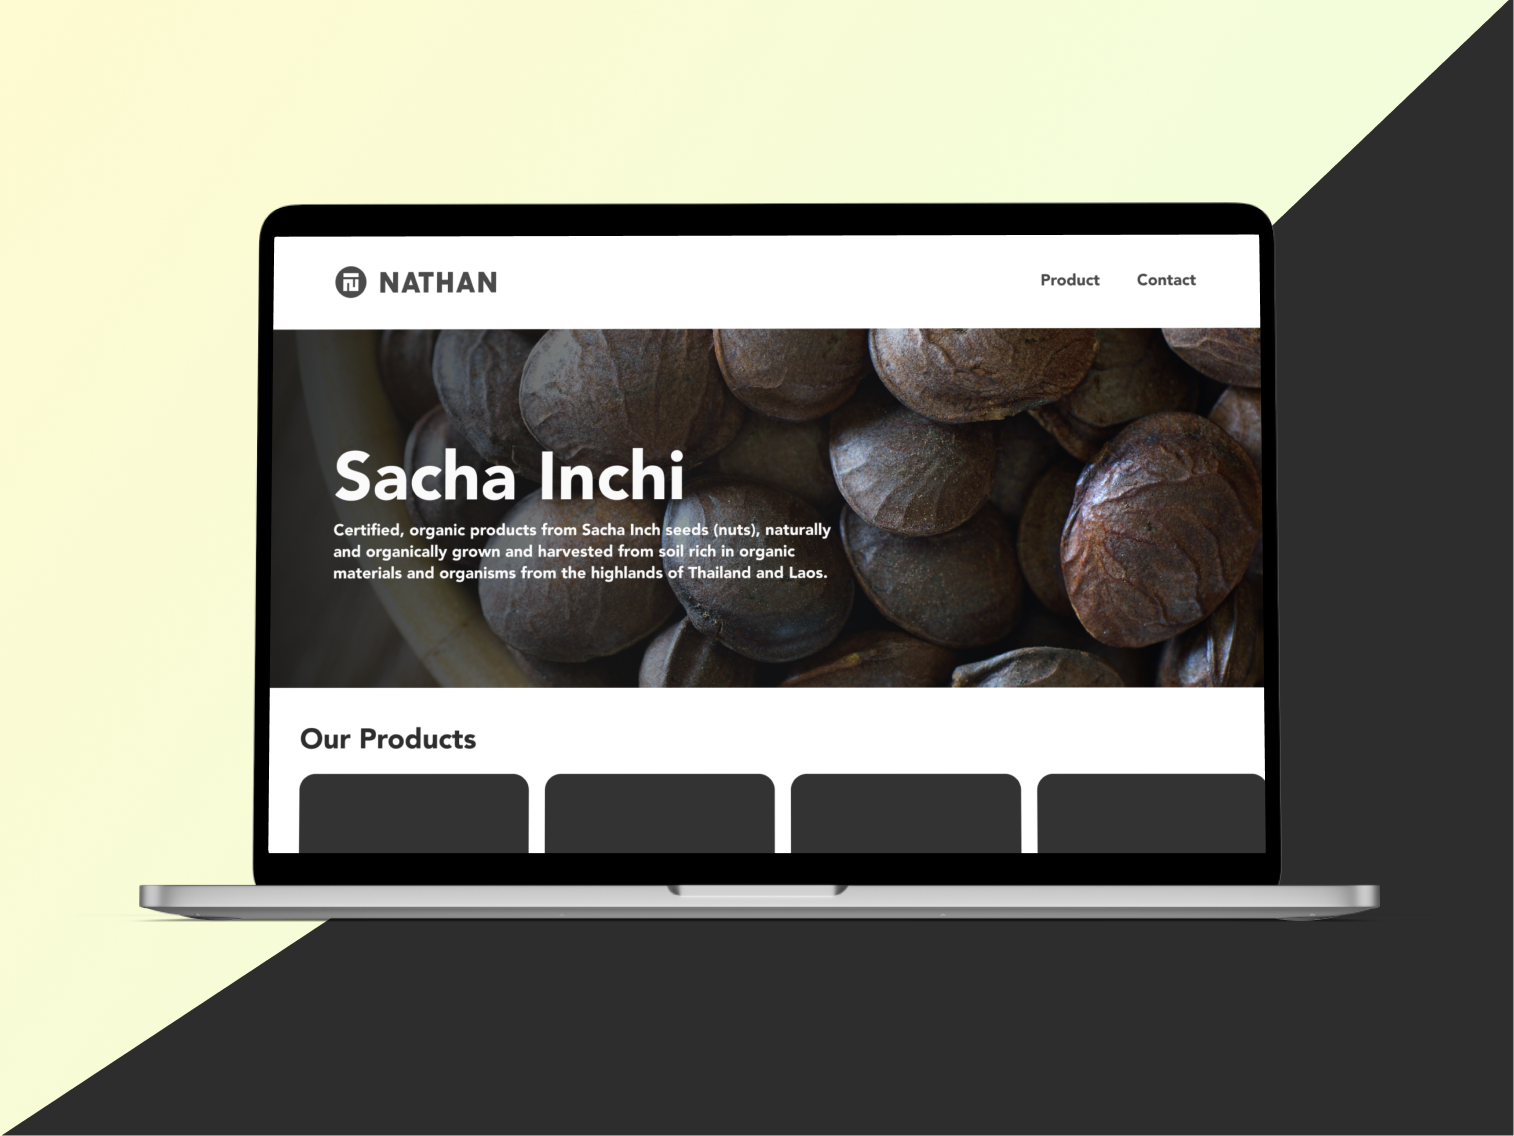 NATHAN
Product
Contact
Sacha Inchi
Certified, organic products from Sacha Inch seeds (nuts), naturally
and organically grown and harvested from soil rich in organic
materials and organisms from the highlands of Thailand and Laos.
Our Products